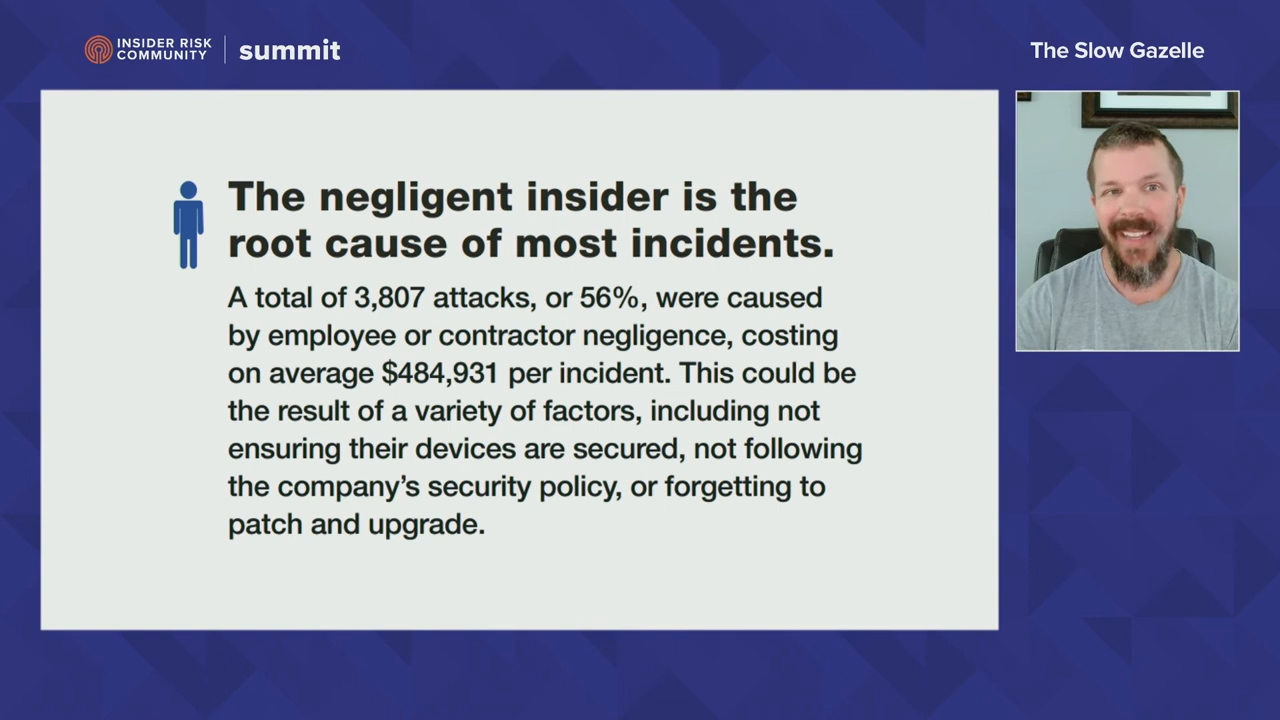 INSIDER RISK
COMMUNITY
summit
The Slow Gazelle
The negligent insider is the
root cause of most incidents.
A total of 3,807 attacks, or 56%, were caused
by employee or contractor negligence, costing
on average $484,931 per incident. This could be
the result of a variety of factors, including not
ensuring their devices are secured, not following
the company’s security policy, or forgetting to
patch and upgrade.